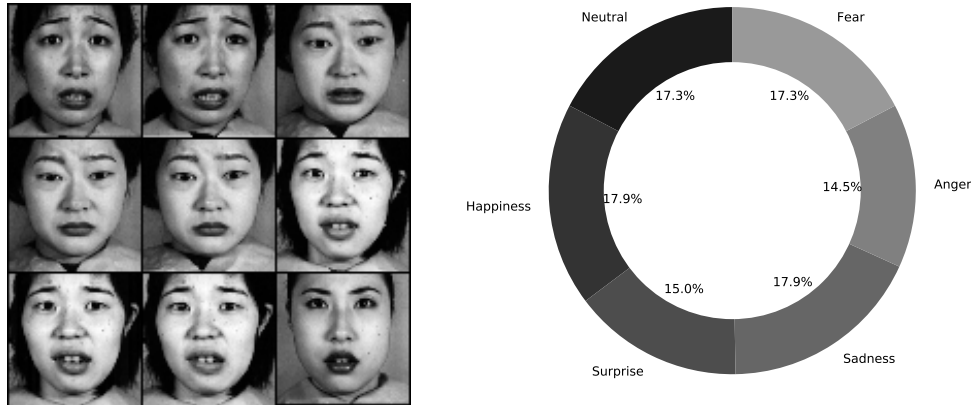 Neutral
Fear
17.3%
17.3%
14.5%
Anger
17.9%
Happiness
17.9%
15.0%
Surprise
Sadness